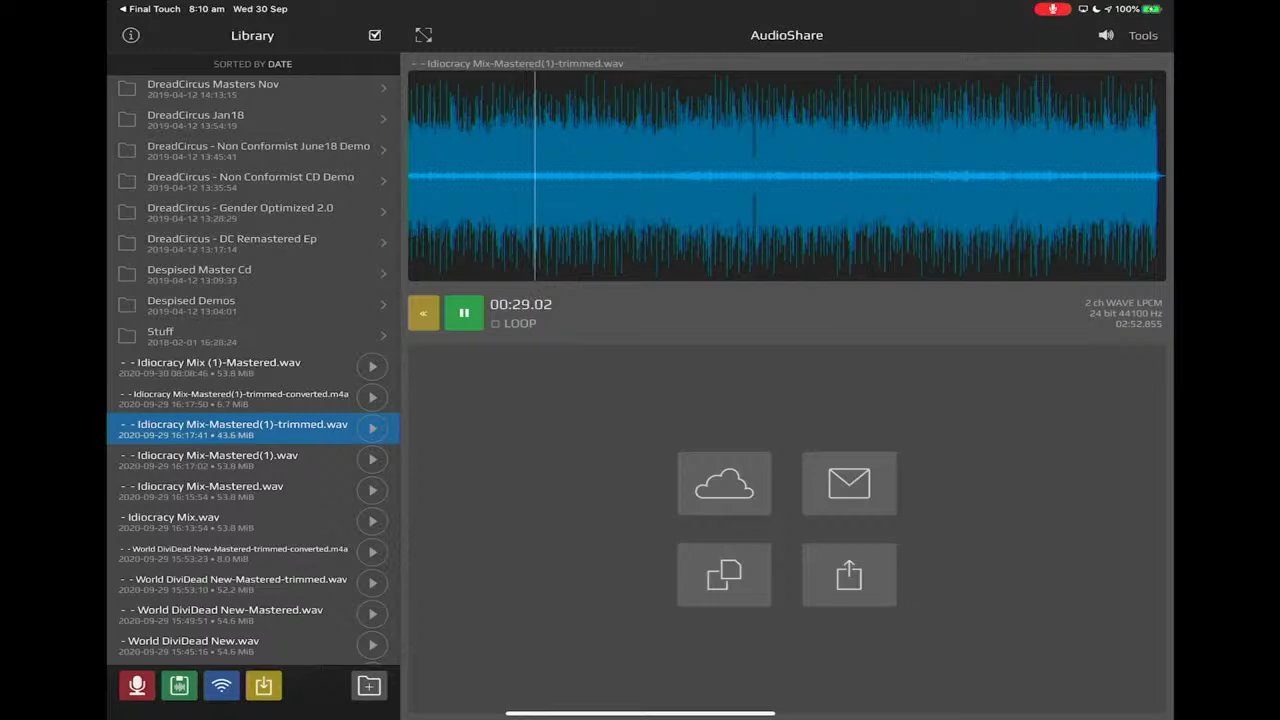 Final Touch 8:10 am Wed 30 Sep
100%
Library
AudioShare
Tools
SORTED BY DATE
- - Idiocracy Mix-Mastered(1)-trimmed.wav
DreadCircus Masters Nov
2019-04-12 14:13:15
DreadCircus Jan18
2019-04-12 13:54:19
DreadCircus - Non Conformist June18 Demo
2019-04-12 13:45:41
DreadCircus - Non Conformist CD Demo
2019-04-12 13:35:54
DreadCircus - Gender Optimized 2.0
2019-04-12 13:28:29
DreadCircus - DC Remastered Ep
2019-04-12 13:17:14
Despised Master Cd
2019-04-12 13:09:33
Despised Demos
2019-04-12 13:04:01
Stuff
2018-02-01 16:28:24
- - Idiocracy Mix (1)-Mastered.wav
2020-09-30 08:08:46 • 53.8 MiB
- - Idiocracy Mix-Mastered(1)-trimmed-converted.m4a
2020-09-29 16:17:50 • 6.7 MiB
- - Idiocracy Mix-Mastered(1)-trimmed.wav
2020-09-29 16:17:41 • 43.6 MiB
- - Idiocracy Mix-Mastered(1).wav
2020-09-29 16:17:02 • 53.8 MiB
- - Idiocracy Mix-Mastered.wav
2020-09-29 16:15:54 • 53.8 MiB
- Idiocracy Mix.wav
2020-09-29 16:13:54 • 53.8 MiB
- - World DiviDead New-Mastered-trimmed-converted.m4a
2020-09-29 15:53:23 • 8.0 MiB
- - World DiviDead New-Mastered-trimmed.wav
2020-09-29 15:53:10 • 52.2 MiB
- - World DiviDead New-Mastered.wav
2020-09-29 15:49:51 • 54.6 MiB
- World DiviDead New.wav
2020-09-29 15:45:16 • 54.6 MiB
00:29.02
LOOP
2 ch WAVE LPCM
24 bit 44100 Hz
02:52.855